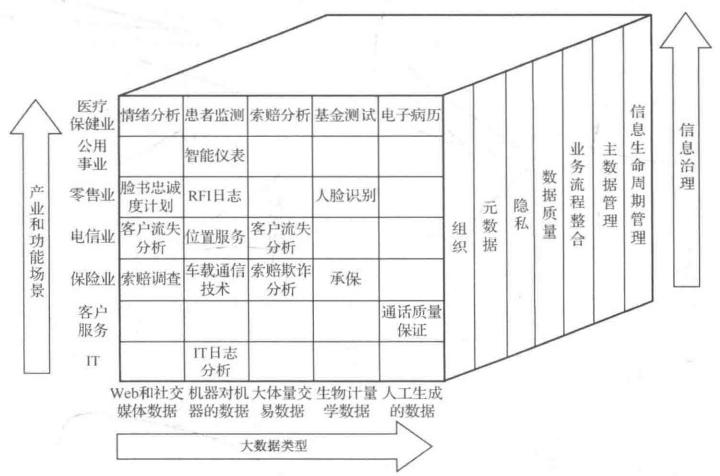 医疗
保健业
情绪分析
患者监测
索赔分析
基金测试
电子病历
公用
事业
智能仪表
零售业
脸书忠诚
度计划
RFI日志
人脸识别
电信业
客户流失
分析
位置服务
客户流失
分析
保险业
索赔调查
车载通信
技术
索赔欺诈
分析
承保
客户
服务
通话质量
保证
IT
IT日志
分析
Web和社交
媒体数据
机器对机
器的数据
大体量交
易数据
生物计量
学数据
人工生成
的数据
大数据类型
产业和功能场景
组织
元数据
隐私
数据质量
业务流程整合
主数据管理
信息生命周期管理
信息治理